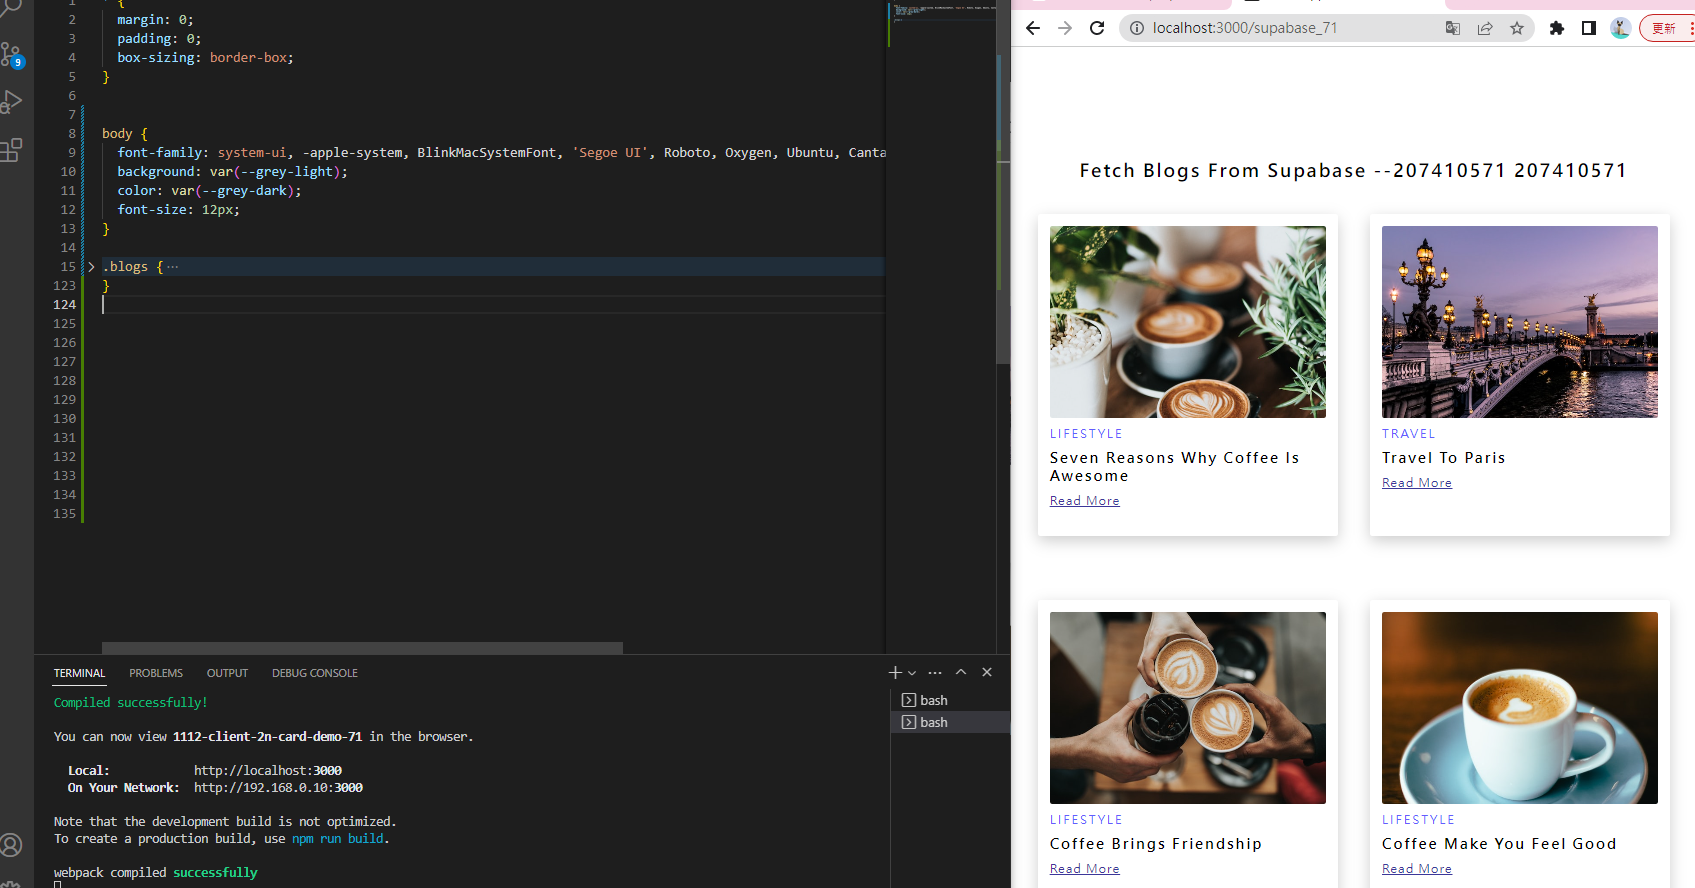 1 * {
2 margin: 0;
3 padding: 0;
4 box-sizing: border-box;
5 }
6
7
8 body {
9 font-family: system-ui, -apple-system, BlinkMacSystemFont, 'Segoe UI', Roboto, Oxygen, Ubuntu, Canta
10 background: var(--grey-light);
11 color: var(--grey-dark);
12 font-size: 12px;
13 }
14
15 .blogs {…
123 }
124
125
126
127
128
129
130
131
132
133
134
135
9
TERMINAL PROBLEMS OUTPUT DEBUG CONSOLE
Compiled successfully!
You can now view 1112-client-2n-card-demo-71 in the browser.
Local: http://localhost:3000
On Your Network: http://192.168.0.10:3000
Note that the development build is not optimized.
To create a production build, use npm run build.
webpack compiled successfully
bash
bash
localhost:3000/supabase_71
更新
Fetch Blogs From Supabase --207410571 207410571
LIFESTYLE
Seven Reasons Why Coffee Is
Awesome
Read More
TRAVEL
Travel To Paris
Read More
LIFESTYLE
Coffee Brings Friendship
Read More
LIFESTYLE
Coffee Make You Feel Good
Read More